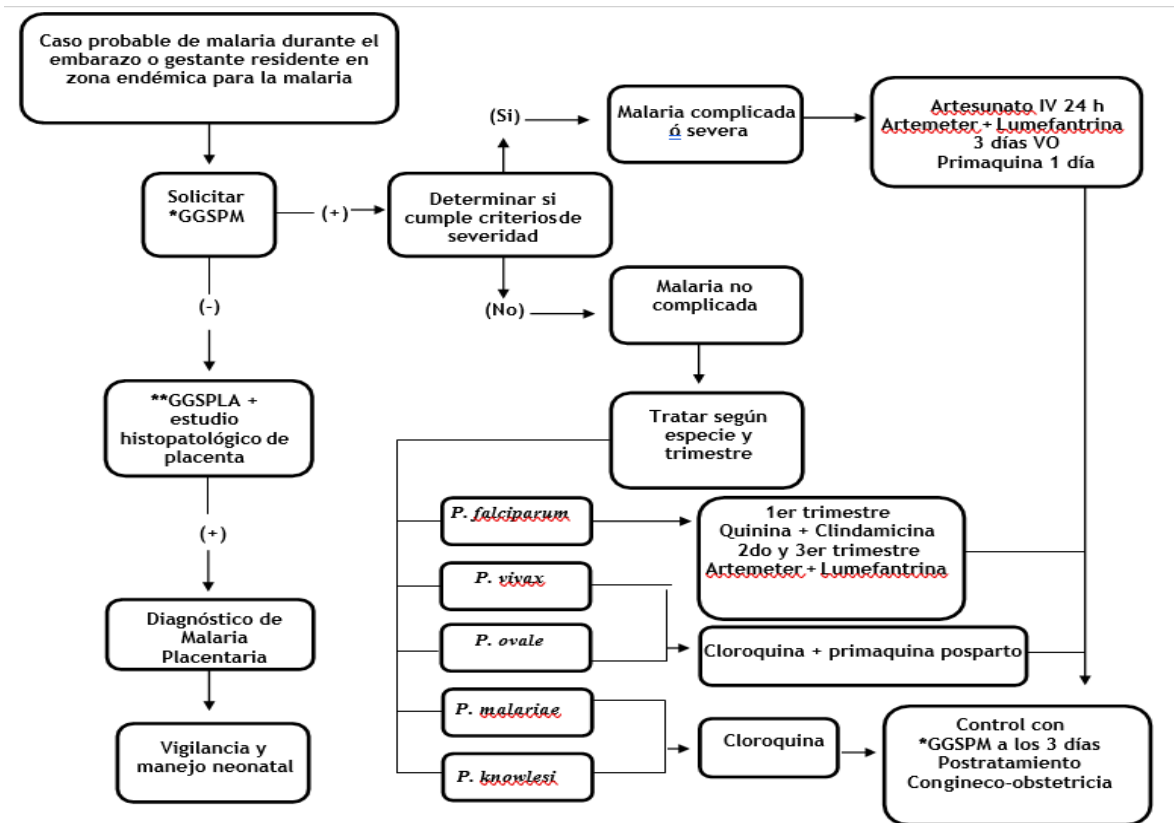 Caso probable de malaria durante el
embarazo o gestante residente en
zona endémica para la malaria
Solicitar
*GGSPM
(+)
Determinar si
cumple criterios de
severidad
(Si)
Malaria complicada
ó severa
Artesunato IV 24 h
Artemeter + Lumefantrina
3 días VO
Primaquina 1 día
(No)
Malaria no
complicada
Tratar según
especie y
trimestre
(-)
**GGSPLA +
estudio
histopatológico de
placenta
(+)
Diagnóstico de
Malaria
Placentaria
Vigilancia y
manejo neonatal
P. falciparum
1er trimestre
Quinina + Clindamicina
2do y 3er trimestre
Artemeter + Lumefantrina
P. vivax
P. ovale
Cloroquina + primaquina posparto
P. malariae
P. knowlesi
Cloroquina
Control con
*GGSPM a los 3 días
Postratamiento
Congineco-obstetricia